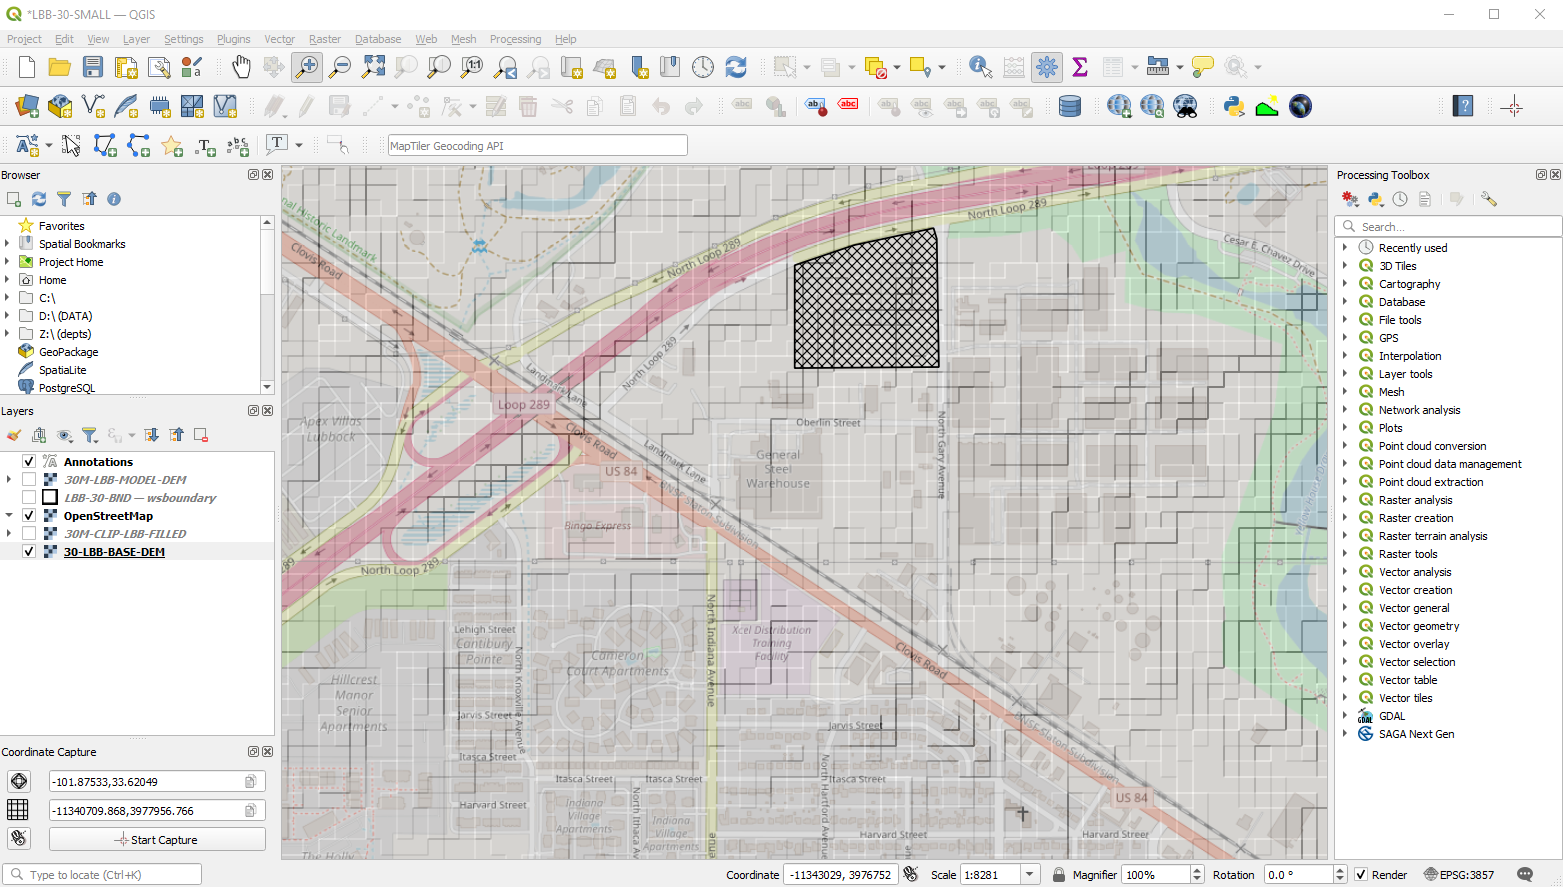 *LBB-30-SMALL — QGIS
Project Edit View Layer Settings Plugins Vector Raster Database Web Mesh Processing Help
MapTiler Geocoding API
Browser
Favorites
Spatial Bookmarks
Project Home
Home
C:\
D:\ (DATA)
Z:\ (depts)
GeoPackage
SpatiaLite
PostgreSQL
Layers
Annotations
30M-LBB-MODEL-DEM
LBB-30-BND — wsboundary
OpenStreetMap
30M-CLIP-LBB-FILLED
30-LBB-BASE-DEM
Coordinate Capture
-101.87533,33.62049
-11340709.868,3977956.766
Start Capture
nal Historic Landmark
Clovis Road
North Loop 289
North Loop 289
Cesar E. Chavez Drive
North Loop 289
Landmark Lane
Loop 289
Apex Villas
Lubbock
Clovis Road
US 84
Landmark Lane
BNSF Slaton Subdivision
Oberlin Street
General
Steel
Warehouse
North Gary Avenue
Bingo Express
North Loop 289
289
Lehigh Street
Cantibury
Pointe
North Knoxville Avenue
Cameron
Court Apartments
North Indiana Avenue
Xcel Distribution
Training
Facility
Clovis Road
Hillcrest
Manor
Senior
Apartments
Jarvis Street
Jarvis Street
BNSF Slaton Subdivision
Itasca Street
Itasca Street
Itasca Street
Itasca Street
Harvard Street
Indiana
Village
Apartments
North Ithaca A
Indiana
Village
Apartments
North Hartford Avenue
US 84
Harvard Street
Harvard Street
The Holly
Processing Toolbox
Search...
Recently used
3D Tiles
Cartography
Database
File tools
GPS
Interpolation
Layer tools
Mesh
Network analysis
Plots
Point cloud conversion
Point cloud data management
Point cloud extraction
Raster analysis
Raster creation
Raster terrain analysis
Raster tools
Vector analysis
Vector creation
Vector general
Vector geometry
Vector overlay
Vector selection
Vector table
Vector tiles
GDAL
SAGA Next Gen
Type to locate (Ctrl+K)
Coordinate -11343029, 3976752 Scale 1:8281 Magnifier 100% Rotation 0.0 ° Render EPSG:3857